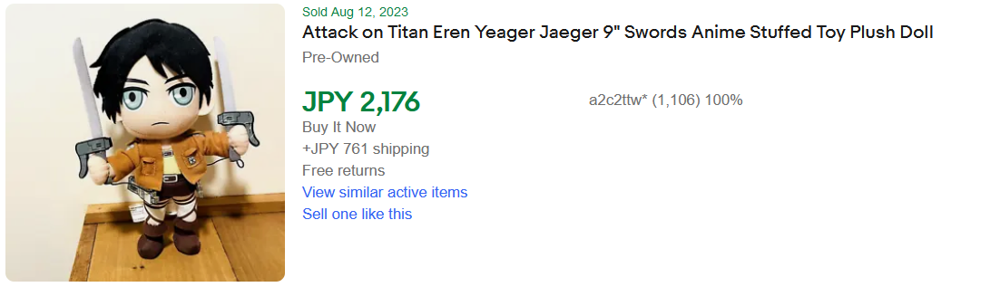 Sold Aug 12, 2023
Attack on Titan Eren Yeager Jaeger 9" Swords Anime Stuffed Toy Plush Doll
Pre-Owned
JPY 2,176
a2c2ttw* (1,106) 100%
Buy It Now
+JPY 761 shipping
Free returns
View similar active items
Sell one like this